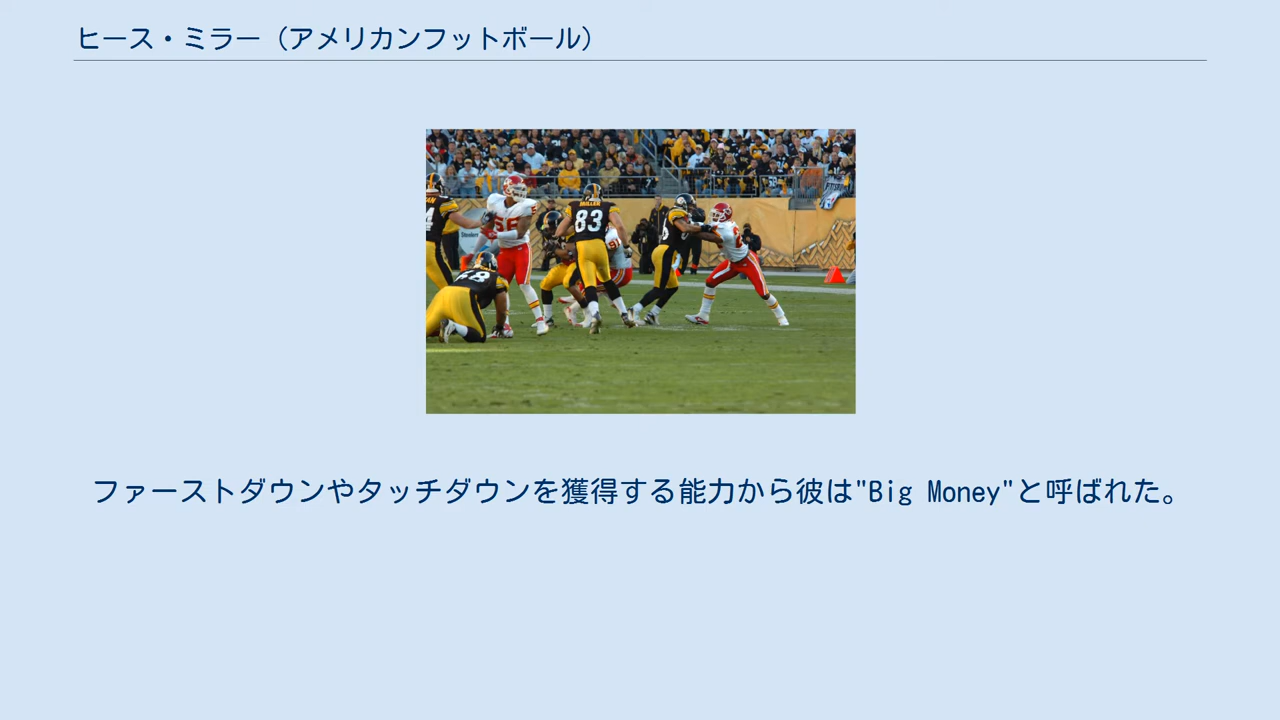 ヒース・ミラー（アメリカンフットボール）
MILLER
83
68
ファーストダウンやタッチダウンを獲得する能力から彼は"Big Money"と呼ばれた。